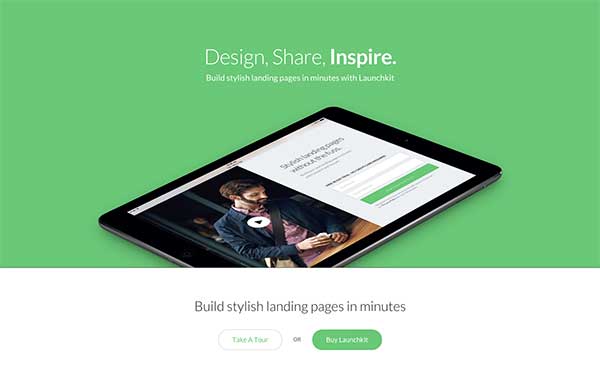 Design, Share, Inspire.
Build stylish landing pages in minutes with Launchkit
Stylish landing pages
without the fuss.
Build stylish landing pages in minutes
Take A Tour
OR
Buy Launchkit